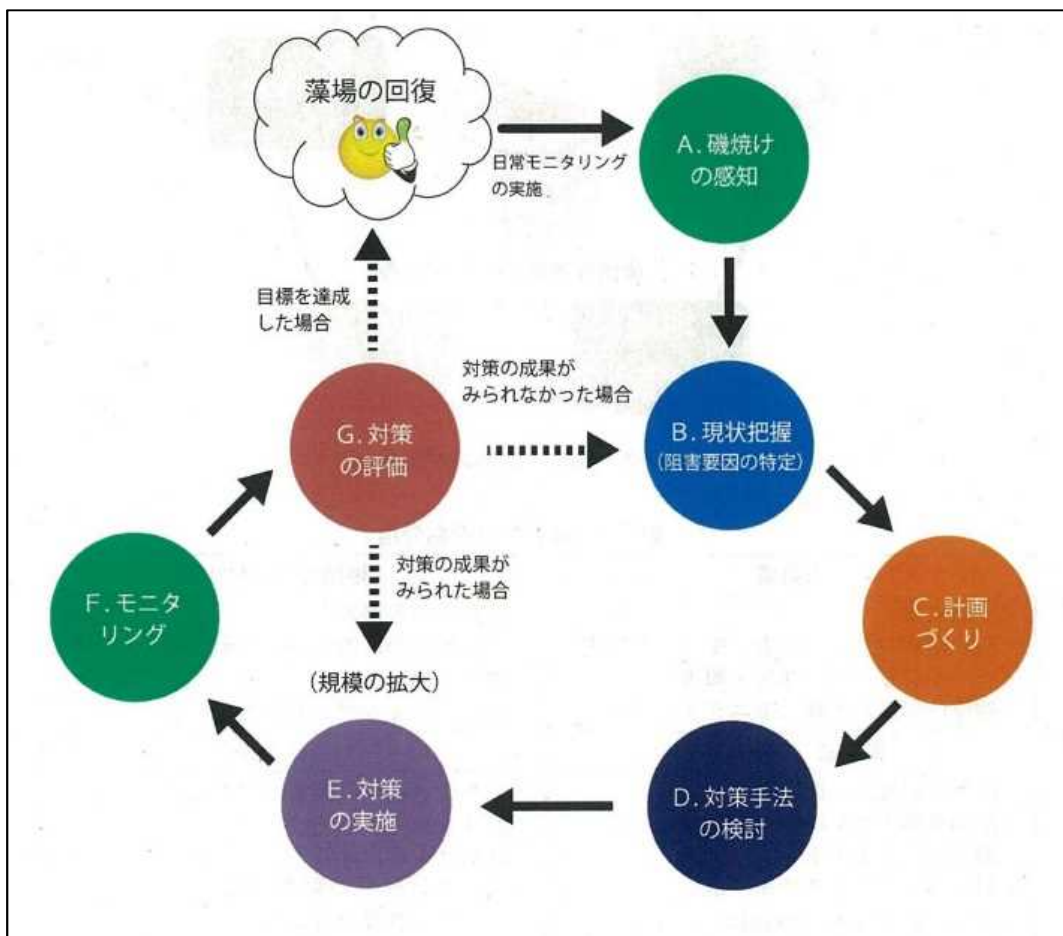 藻場の回復
日常モニタリング
の実施
A.磯焼け
の感知
目標を達成
した場合
対策の成果が
みられなかった場合
G.対策
の評価
B.現状把握
(阻害要因の特定)
対策の成果が
みられた場合
F.モニタ
リング
C.計画
づくり
(規模の拡大)
E.対策
の実施
D.対策手法
の検討